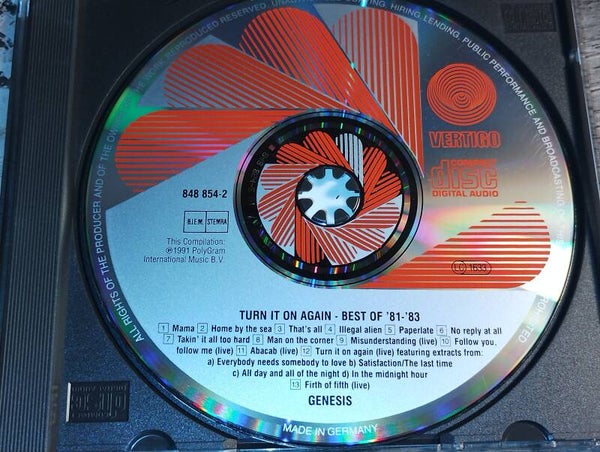 ALL RIGHTS OF THE PRODUCER AND OF THE OW
WORK REPRODUCED RESERVED. UNAUTHORISED HIRING, LENDING, PUBLIC PERFORMANCE AND BROADCASTING
PROHIBITED
VERTIGO
COMPACT
disc
DIGITAL AUDIO
848 854-2
B.I.E.M. STEMRA
This Compilation:
℗1991 PolyGram
International Music B.V.
LC 1633
TURN IT ON AGAIN - BEST OF '81-'83
1 Mama 2 Home by the sea 3 That's all 4 Illegal alien 5 Paperlate 6 No reply at all
7 Takin' it all too hard 8 Man on the corner 9 Misunderstanding (live) 10 Follow you,
follow me (live) 11 Abacab (live) 12 Turn it on again (live) featuring extracts from:
a) Everybody needs somebody to love b) Satisfaction/The last time
c) All day and all of the night d) In the midnight hour
13 Firth of fifth (live)
GENESIS
MADE IN GERMANY